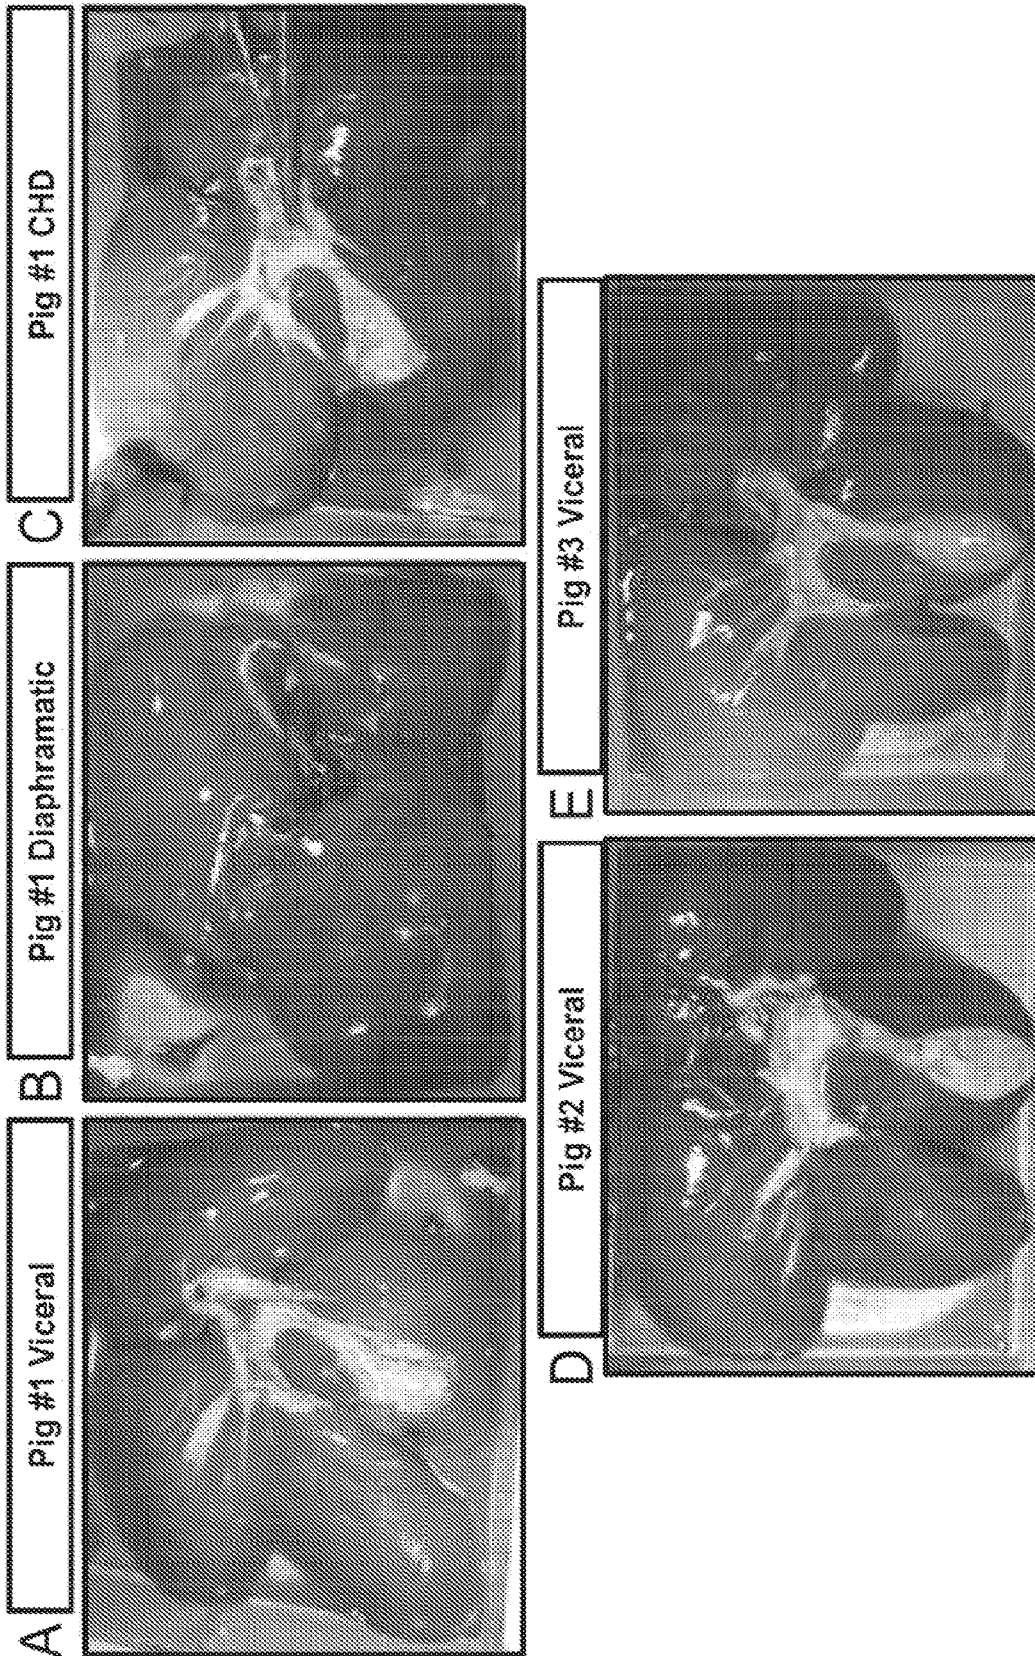 A
Pig #1 Viceral
B
Pig #1 Diaphramatic
C
Pig #1 CHD
D
Pig #2 Viceral
E
Pig #3 Viceral